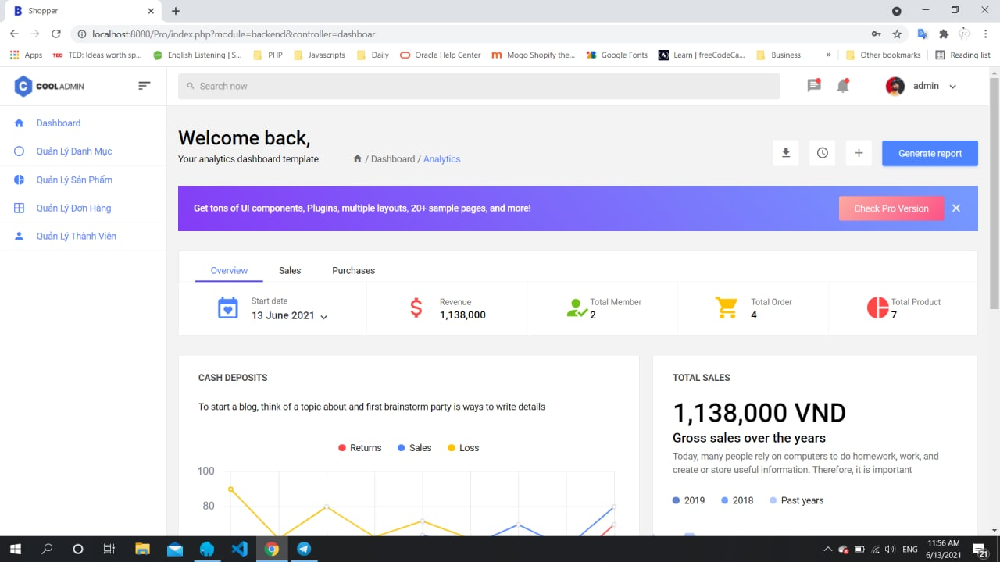 Shopper
localhost:8080/Pro/index.php?module=backend&controller=dashboar
Apps
TED TED: Ideas worth sp...
English Listening | S...
PHP
Javascripts
Daily
Oracle Help Center
Mogo Shopify the...
Google Fonts
Learn | freeCodeCa...
Business
»
Other bookmarks
Reading list
COOL ADMIN
Search now
admin
Dashboard
Quản Lý Danh Mục
Quản Lý Sản Phẩm
Quản Lý Đơn Hàng
Quản Lý Thành Viên
Welcome back,
Your analytics dashboard template.
/ Dashboard / Analytics
Generate report
Get tons of UI components, Plugins, multiple layouts, 20+ sample pages, and more!
Check Pro Version
Overview
Sales
Purchases
Start date
13 June 2021
Revenue
1,138,000
Total Member
2
Total Order
4
Total Product
7
CASH DEPOSITS
To start a blog, think of a topic about and first brainstorm party is ways to write details
Returns
Sales
Loss
100
80
TOTAL SALES
1,138,000 VND
Gross sales over the years
Today, many people rely on computers to do homework, work, and
create or store useful information. Therefore, it is important
2019
2018
Past years
ENG
11:56 AM
6/13/2021
21